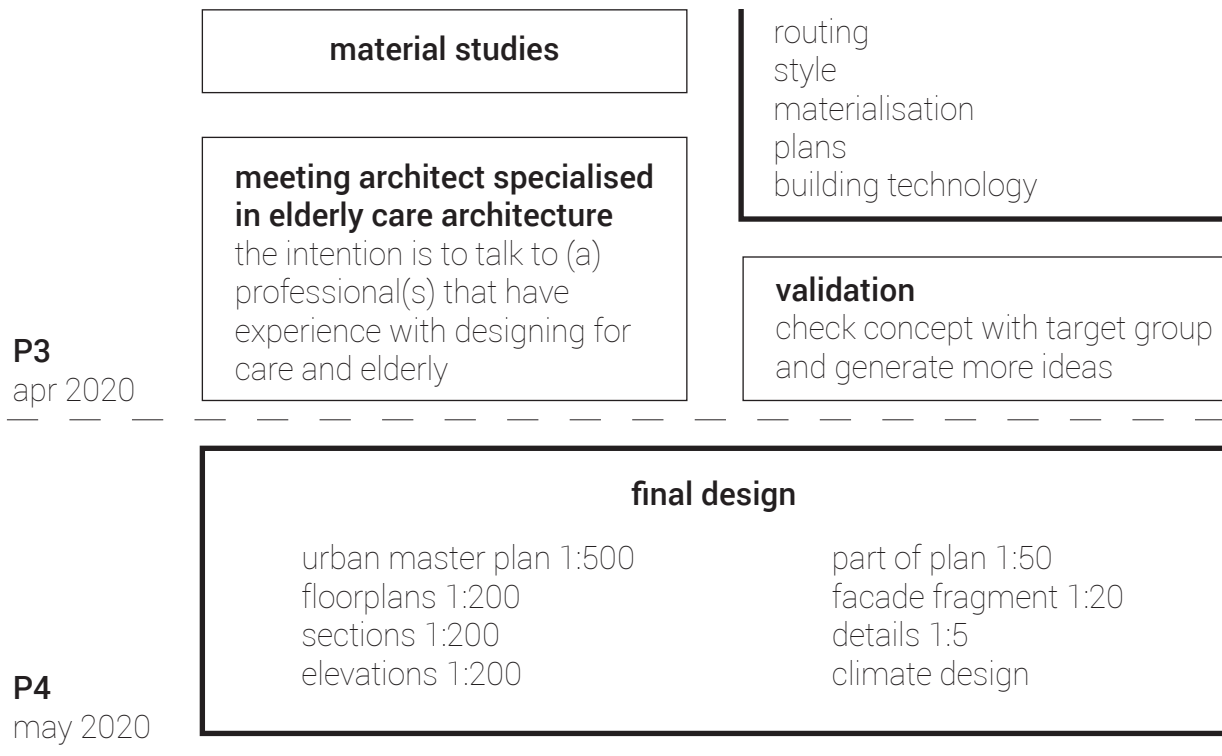 material studies
meeting architect specialised
in elderly care architecture
the intention is to talk to (a)
professional(s) that have
experience with designing for
care and elderly
routing
style
materialisation
plans
building technology
validation
check concept with target group
and generate more ideas
P3
apr 2020
final design
urban master plan 1:500
floorplans 1:200
sections 1:200
elevations 1:200
part of plan 1:50
facade fragment 1:20
details 1:5
climate design
P4
may 2020